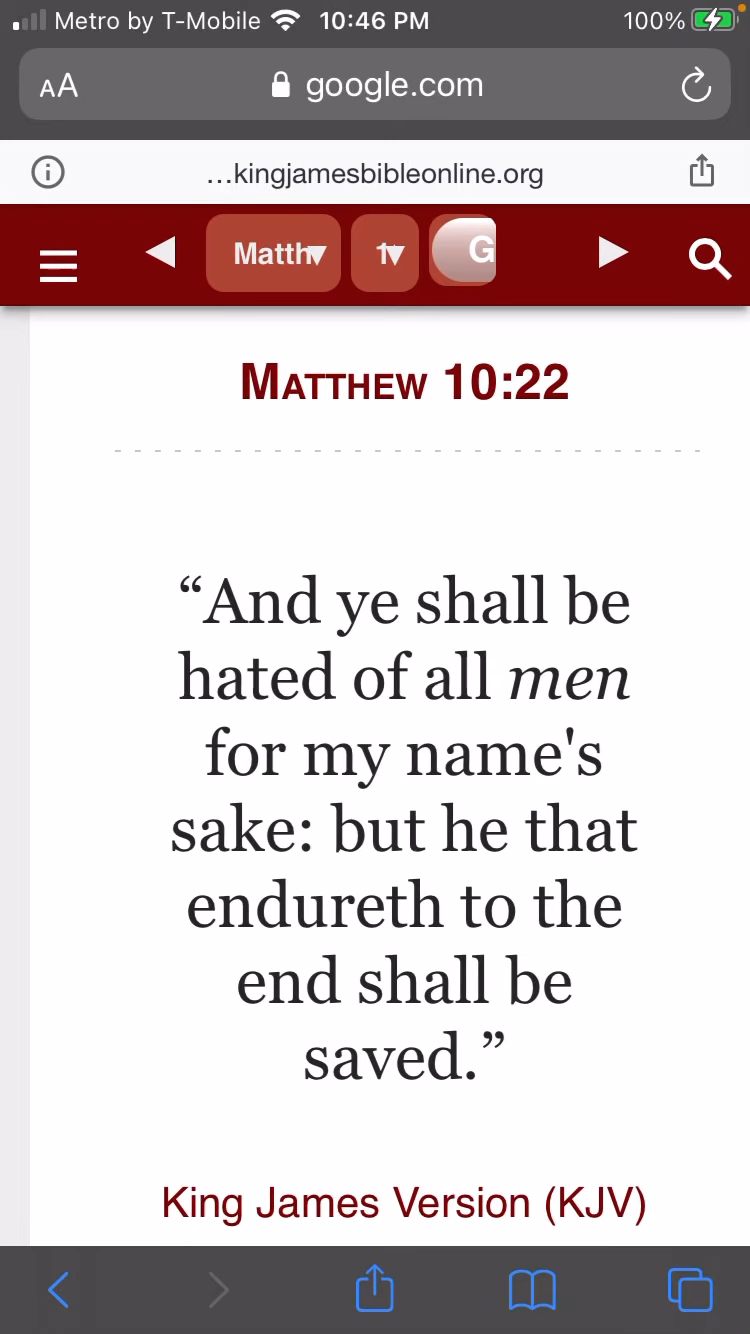 Metro by T-Mobile 10:46 PM 100%
AA google.com
...kingjamesbibleonline.org
Matth 1 G
MATTHEW 10:22
“And ye shall be
hated of all men
for my name's
sake: but he that
endureth to the
end shall be
saved.”
King James Version (KJV)